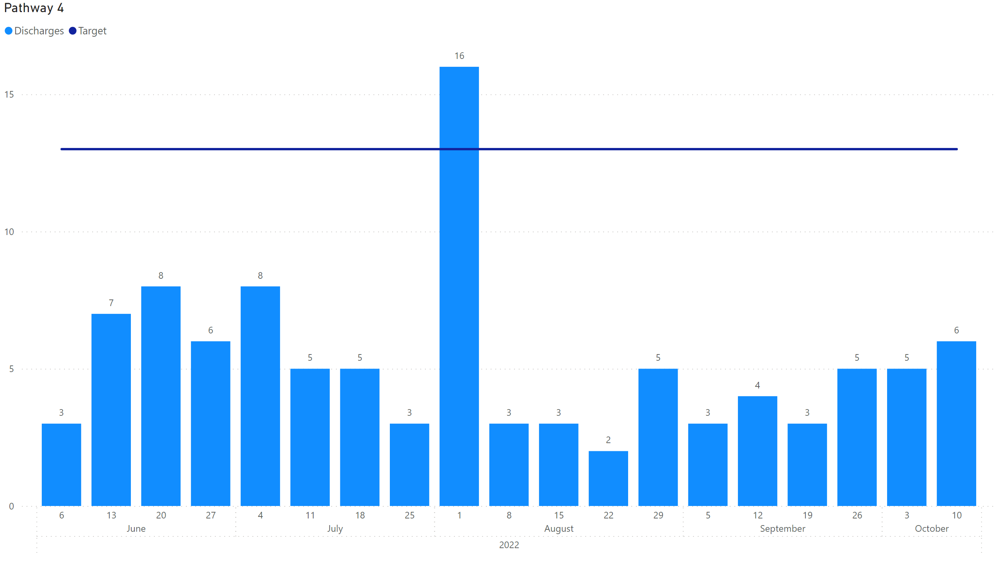 Pathway 4
Discharges Target
16
15
10
8 8
7
6 6
5 5 5 5 5
5
4
3 3 3 3 3 3
2
0
6 13 20 27 4 11 18 25 1 8 15 22 29 5 12 19 26 3 10
June July August September October
2022